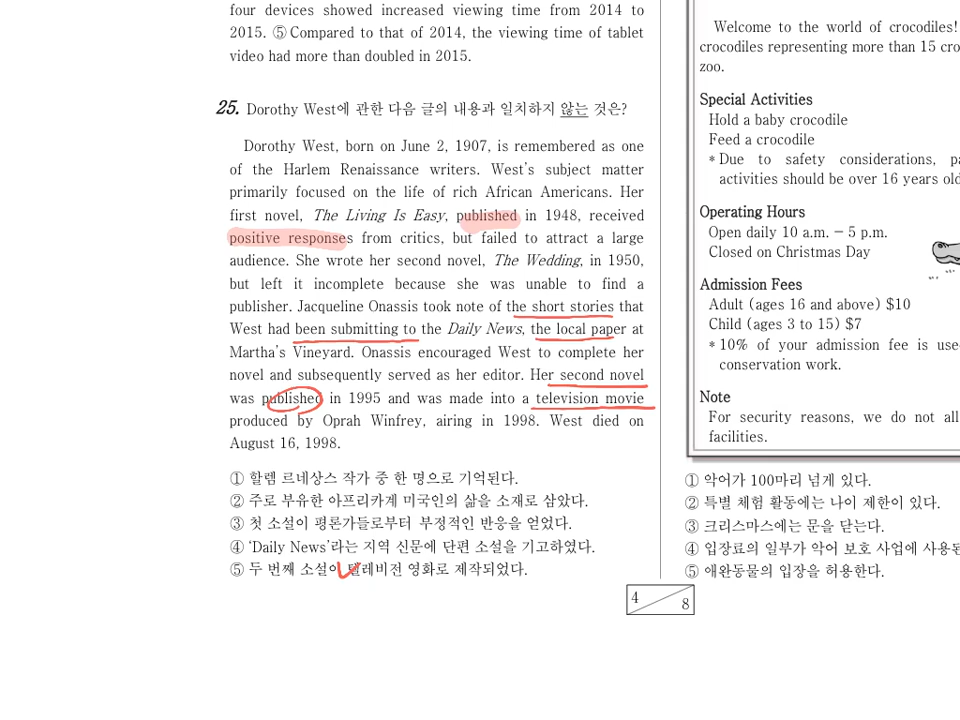 four devices showed increased viewing time from 2014 to
2015. ⑤ Compared to that of 2014, the viewing time of tablet
video had more than doubled in 2015.
25. Dorothy West에 관한 다음 글의 내용과 일치하지 않는 것은?
Dorothy West, born on June 2, 1907, is remembered as one
of the Harlem Renaissance writers. West's subject matter
primarily focused on the life of rich African Americans. Her
first novel, The Living Is Easy, published in 1948, received
positive responses from critics, but failed to attract a large
audience. She wrote her second novel, The Wedding, in 1950,
but left it incomplete because she was unable to find a
publisher. Jacqueline Onassis took note of the short stories that
West had been submitting to the Daily News, the local paper at
Martha's Vineyard. Onassis encouraged West to complete her
novel and subsequently served as her editor. Her second novel
was published in 1995 and was made into a television movie
produced by Oprah Winfrey, airing in 1998. West died on
August 16, 1998.
① 할렘 르네상스 작가 중 한 명으로 기억된다.
② 주로 부유한 아프리카계 미국인의 삶을 소재로 삼았다.
③ 첫 소설이 평론가들로부터 부정적인 반응을 얻었다.
④ 'Daily News'라는 지역 신문에 단편 소설을 기고하였다.
⑤ 두 번째 소설이 텔레비전 영화로 제작되었다.
Welcome to the world of crocodiles!
crocodiles representing more than 15 cro
zoo.
Special Activities
Hold a baby crocodile
Feed a crocodile
* Due to safety considerations, pa
activities should be over 16 years old
Operating Hours
Open daily 10 a.m. – 5 p.m.
Closed on Christmas Day
Admission Fees
Adult (ages 16 and above) $10
Child (ages 3 to 15) $7
* 10% of your admission fee is use
conservation work.
Note
For security reasons, we do not all
facilities.
① 악어가 100마리 넘게 있다.
② 특별 체험 활동에는 나이 제한이 있다.
③ 크리스마스에는 문을 닫는다.
④ 입장료의 일부가 악어 보호 사업에 사용된
⑤ 애완동물의 입장을 허용한다.
4
8